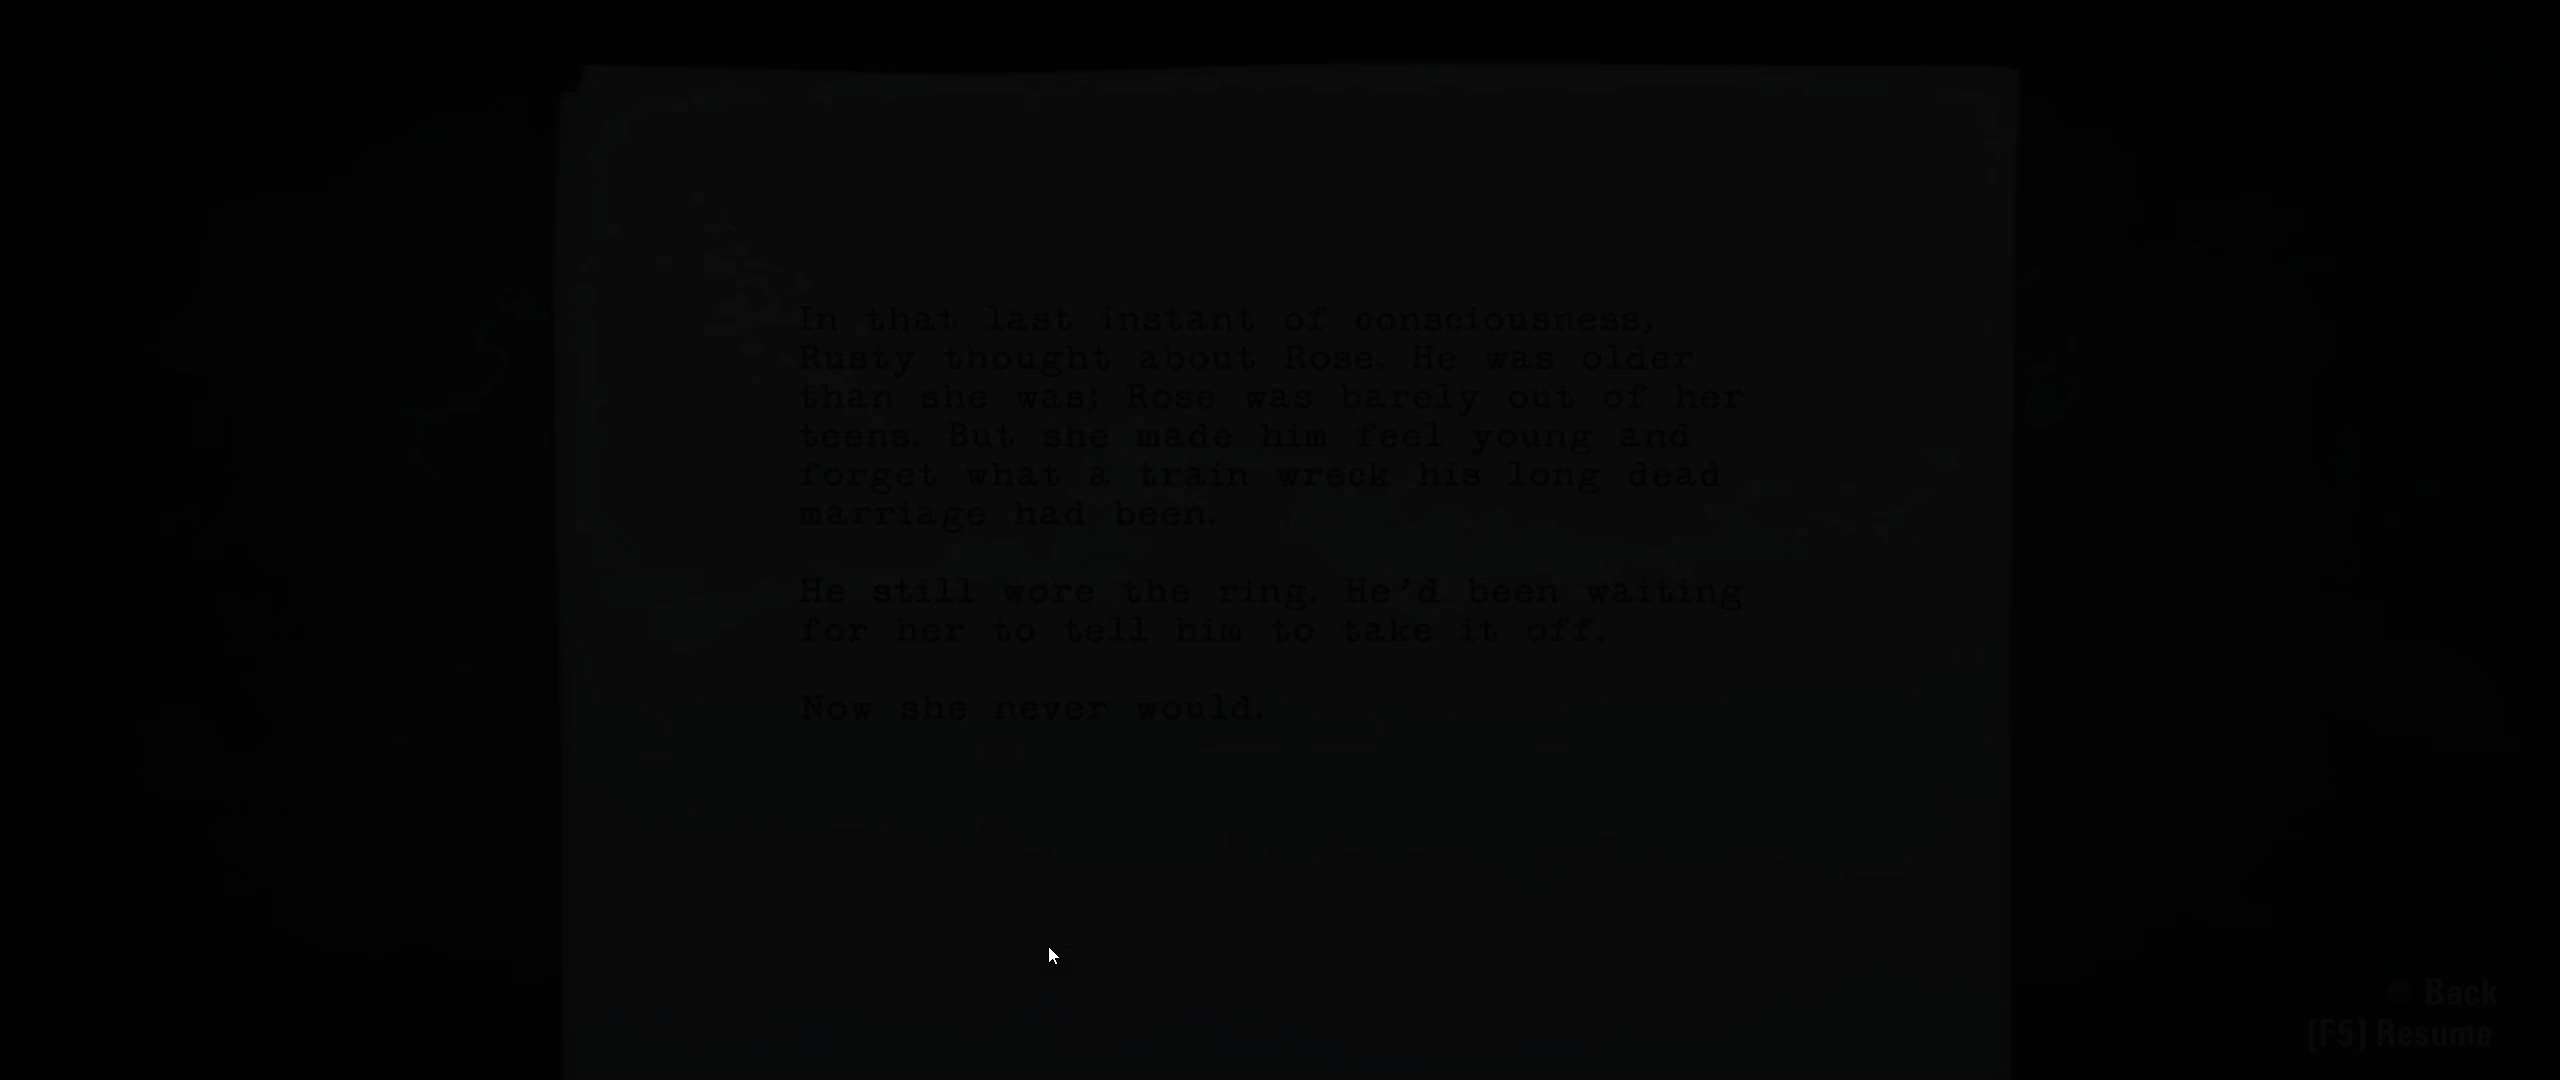 In that last instant of consciousness,
Rusty thought about Rose. He was older
than she was; Rose was barely out of her
teens. But she made him feel young and
forget what a train wreck his long dead
marriage had been.
He still wore the ring. He'd been waiting
for her to tell him to take it off.
Now she never would.
Back
[F5] Resume